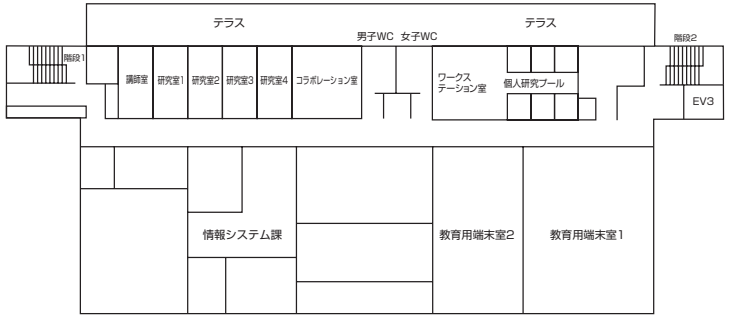 テラス
テラス
男子WC 女子WC
階段1
階段2
講師室
研究室1
研究室2
研究室3
研究室4
コラボレーション室
ワークス
テーション室
個人研究プール
EV3
情報システム課
教育用端末室2
教育用端末室1